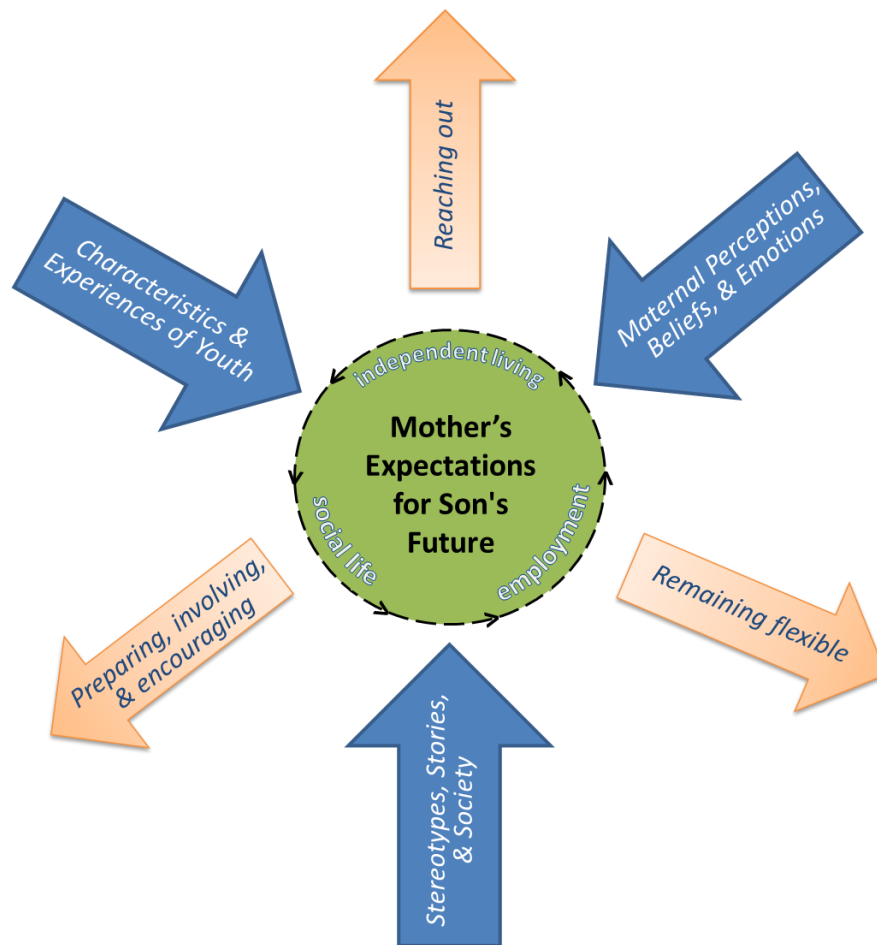 Reaching out
Characteristics &
Experiences of Youth
Maternal Perceptions,
Beliefs, & Emotions
independent living
Mother’s
Expectations
for Son's
Future
social life
employment
Preparing, involving,
& encouraging
Remaining flexible
Stereotypes, Stories,
& Society